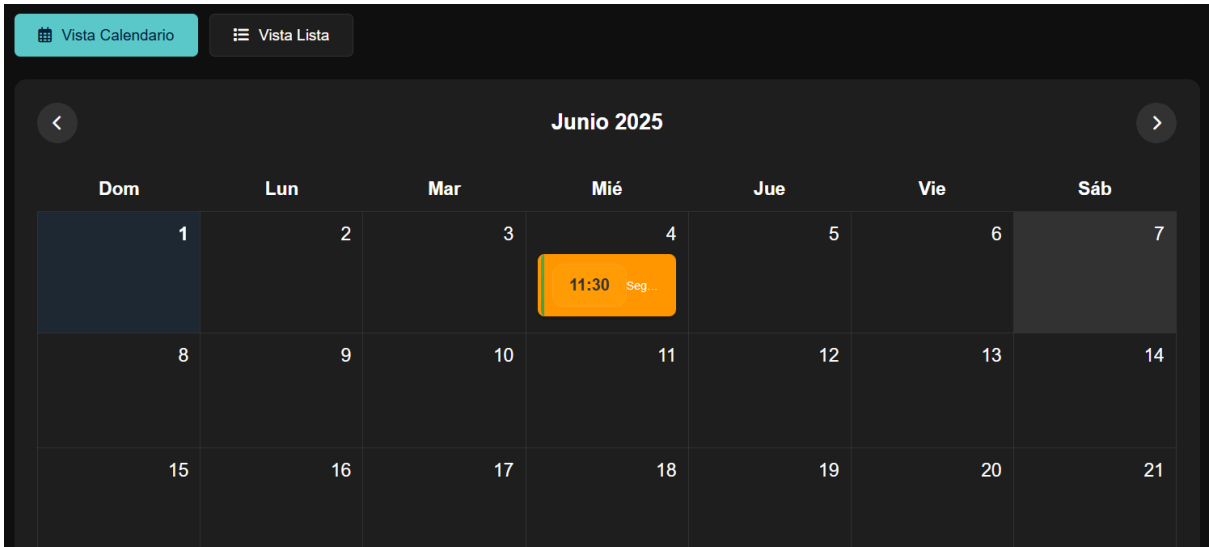 Vista Calendario Vista Lista
Junio 2025
Dom Lun Mar Mié Jue Vie Sáb
1 2 3 4 5 6 7
11:30 Seg...
8 9 10 11 12 13 14
15 16 17 18 19 20 21